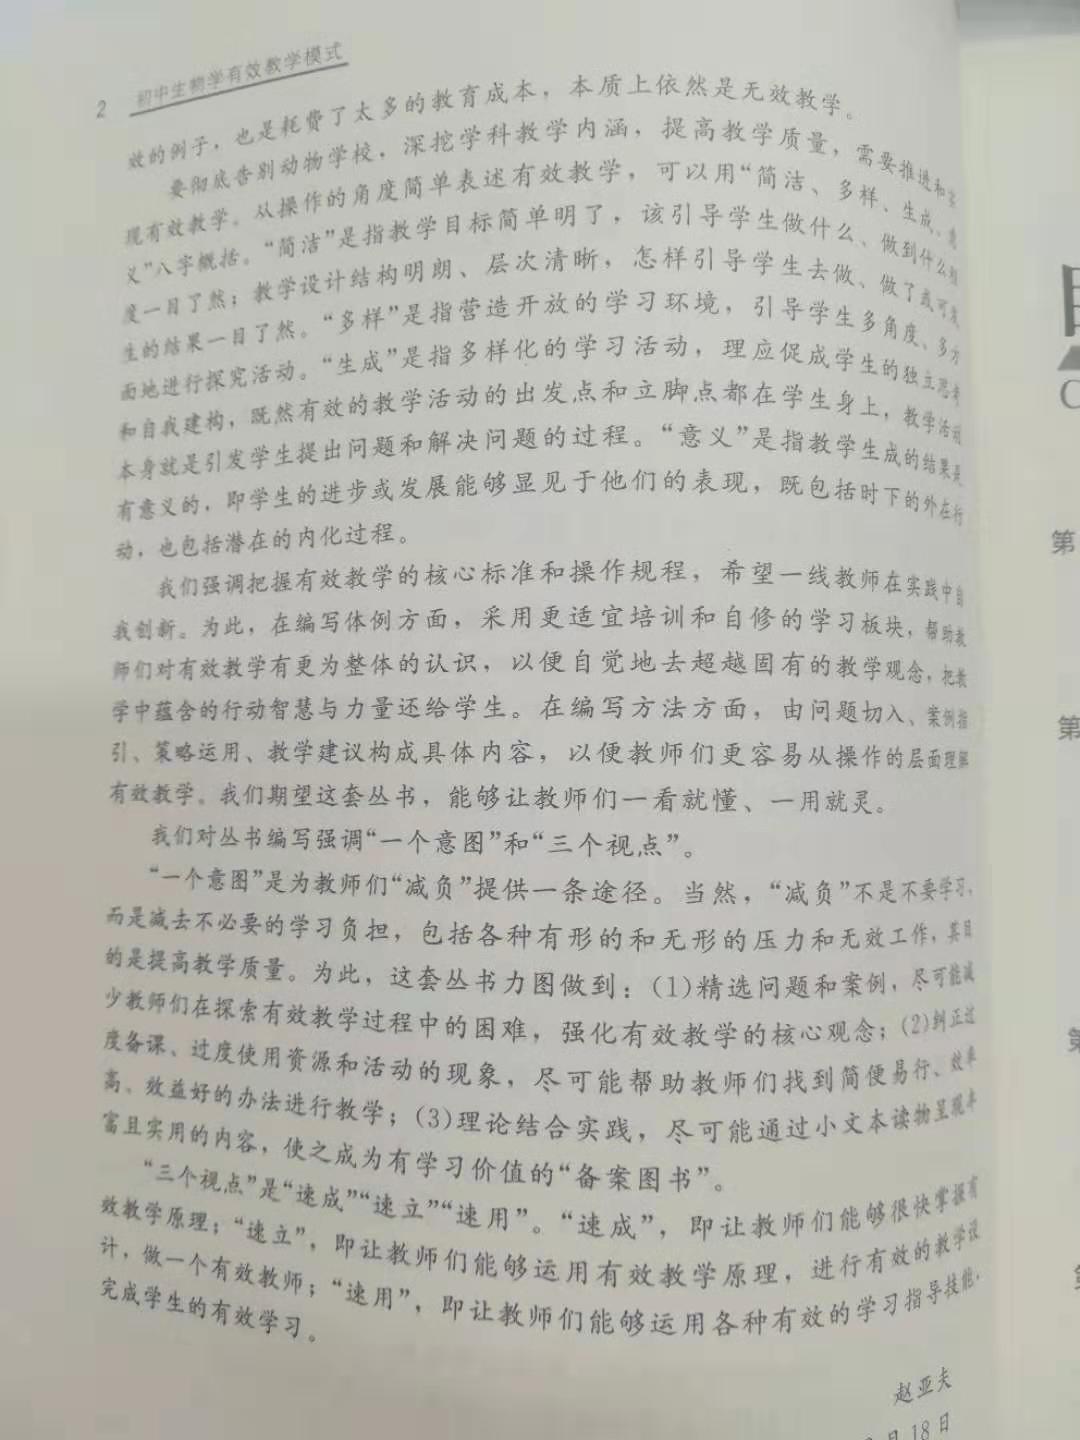 2 初中生物学有效教学模式
效的例子，也是耗费了太多的教育成本，本质上依然是无效教学。
要彻底告别动物学校，深挖学科教学内涵，提高教学质量，需要推进和实
现有效教学。从操作的角度简单表述有效教学，可以用“简洁、多样、生成、意
义”八字概括。“简洁”是指教学目标简单明了，该引导学生做什么、做到什么程
度一目了然；教学设计结构明朗、层次清晰，怎样引导学生去做、做了或可发
生的结果一目了然。“多样”是指营造开放的学习环境，引导学生多角度、多方
面地进行探究活动。“生成”是指多样化的学习活动，理应促成学生的独立思考
和自我建构，既然有效的教学活动的出发点和立脚点都在学生身上，教学活动
本身就是引发学生提出问题和解决问题的过程。“意义”是指教学生成的结果是
有意义的，即学生的进步或发展能够显见于他们的表现，既包括时下的外在行
动，也包括潜在的内化过程。
我们强调把握有效教学的核心标准和操作规程，希望一线教师在实践中自
我创新。为此，在编写体例方面，采用更适宜培训和自修的学习板块，帮助教
师们对有效教学有更为整体的认识，以便自觉地去超越固有的教学观念，把教
学中蕴含的行动智慧与力量还给学生。在编写方法方面，由问题切入、案例指
引、策略运用、教学建议构成具体内容，以便教师们更容易从操作的层面理解
有效教学。我们期望这套丛书，能够让教师们一看就懂、一用就灵。
我们对丛书编写强调“一个意图”和“三个视点”。
“一个意图”是为教师们“减负”提供一条途径。当然，“减负”不是不要学习，
而是减去不必要的学习负担，包括各种有形的和无形的压力和无效工作，其目
的是提高教学质量。为此，这套丛书力图做到：(1)精选问题和案例，尽可能减
少教师们在探索有效教学过程中的困难，强化有效教学的核心观念；(2)纠正过
度备课、过度使用资源和活动的现象，尽可能帮助教师们找到简便易行、效率
高、效益好的办法进行教学；(3)理论结合实践，尽可能通过小文本读物呈现丰
富且实用的内容，使之成为有学习价值的“备案图书”。
“三个视点”是“速成”“速立”“速用”。“速成”，即让教师们能够很快掌握有
效教学原理；“速立”，即让教师们能够运用有效教学原理，进行有效的教学设
计，做一个有效教师；“速用”，即让教师们能够运用各种有效的学习指导技能，
完成学生的有效学习。
赵亚夫
月18日
第
第
第